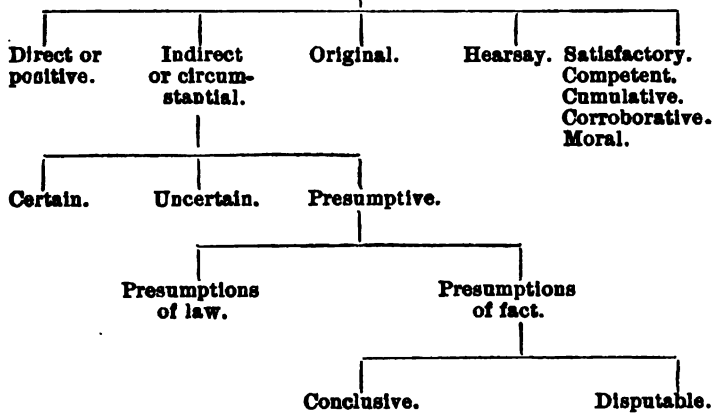 Direct or
positive.
Indirect
or circum-
stantial.
Original.
Hearsay.
Satisfactory.
Competent.
Cumulative.
Corroborative.
Moral.
Certain.
Uncertain.
Presumptive.
Presumptions
of law.
Presumptions
of fact.
Conclusive.
Disputable.